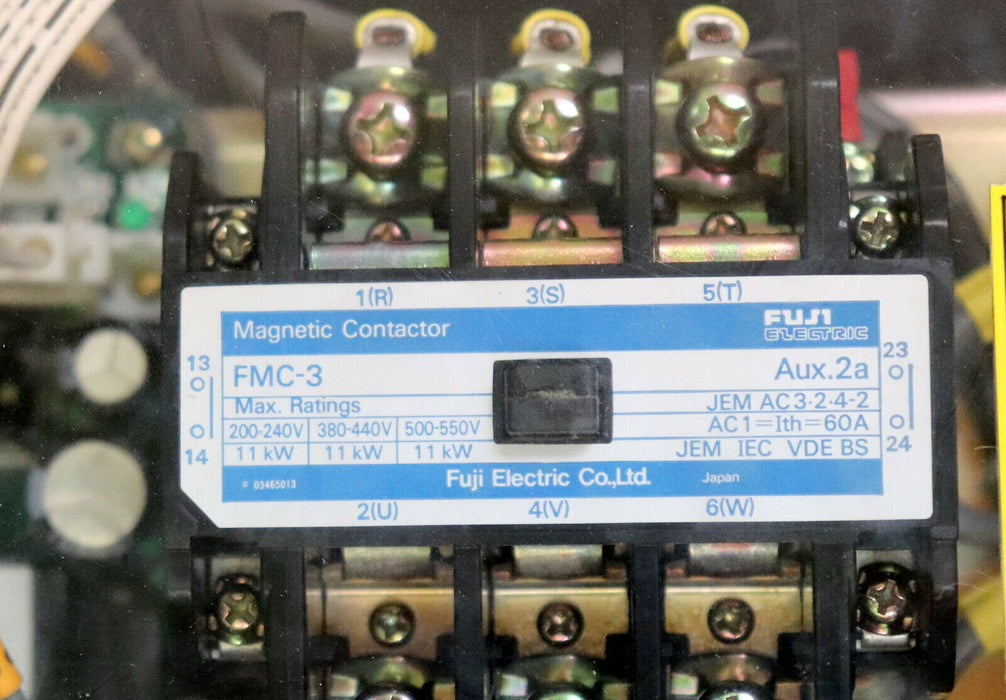 1(R) 3(S) 5(T)
Magnetic Contactor FUJI ELECTRIC
13 23
FMC-3 Aux.2a
Max. Ratings JEM AC3·2·4-2
200-240V 380-440V 500-550V AC1=Ith=60A
14 24
11 kW 11 kW 11 kW JEM IEC VDE BS
F 03465013 Fuji Electric Co.,Ltd. Japan
2(U) 4(V) 6(W)